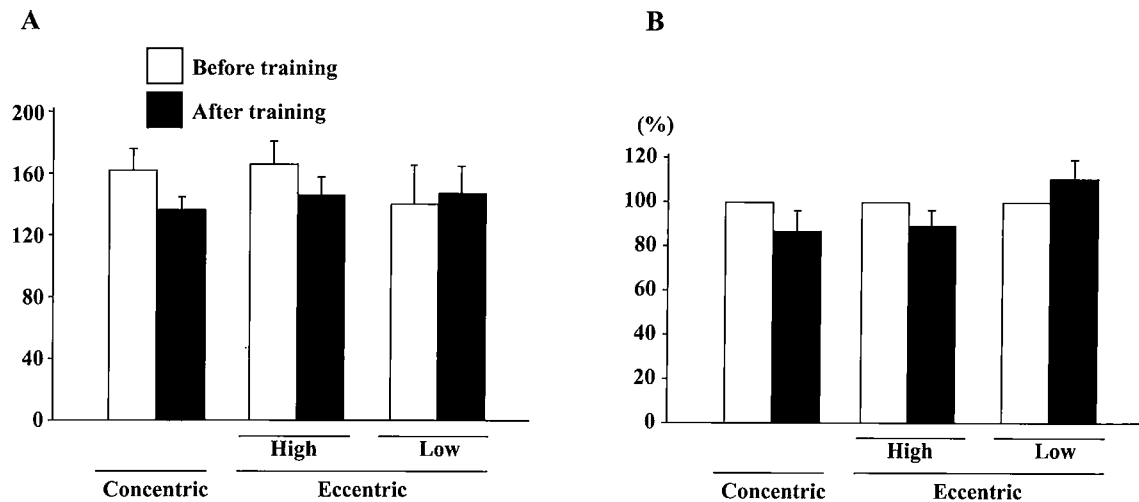 A
Before training
After training
200
160
120
80
40
0
High
Low
Concentric
Eccentric
B
(%)
120
100
80
60
40
20
0
High
Low
Concentric
Eccentric